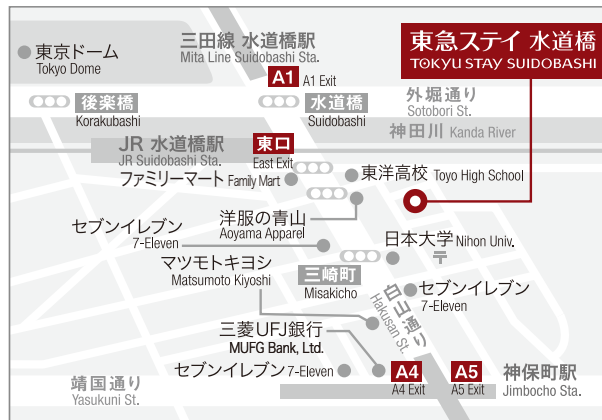 東京ドーム
Tokyo Dome
三田線 水道橋駅
Mita Line Suidobashi Sta.
A1 A1 Exit
東急ステイ 水道橋
TOKYU STAY SUIDOBASHI
後楽橋
Korakubashi
水道橋
Suidobashi
外堀通り
Sotobori St.
神田川 Kanda River
JR 水道橋駅
JR Suidobashi Sta.
東口
East Exit
ファミリーマート Family Mart
東洋高校 Toyo High School
洋服の青山
Aoyama Apparel
セブンイレブン
7-Eleven
日本大学 Nihon Univ.
〒
マツモトキヨシ
Matsumoto Kiyoshi
三崎町
Misakicho
白山通り
Hakusan St.
セブンイレブン
7-Eleven
三菱UFJ銀行
MUFG Bank, Ltd.
セブンイレブン 7-Eleven
A4
A4 Exit
A5
A5 Exit
神保町駅
Jimbocho Sta.
靖国通り
Yasukuni St.